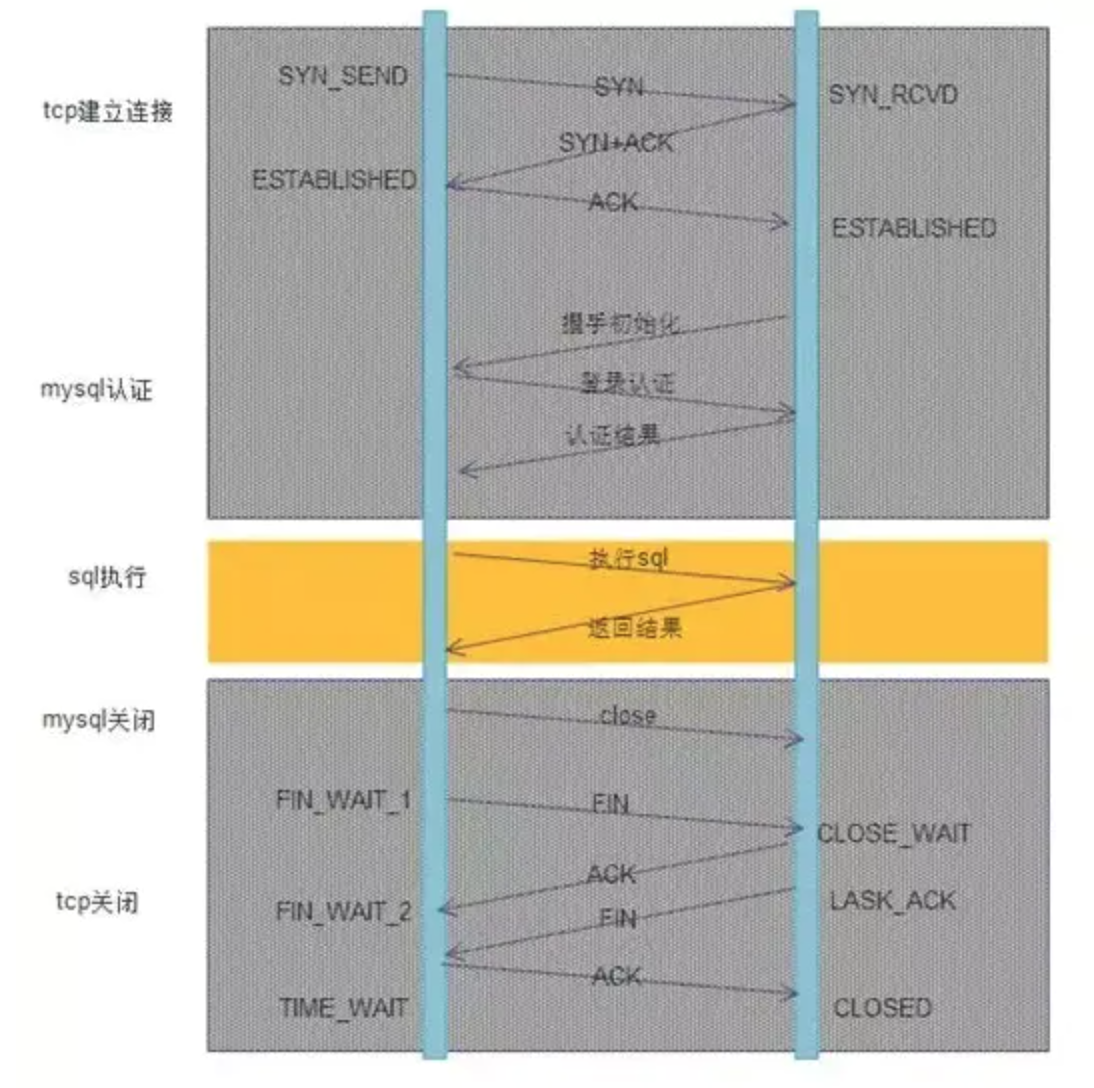 SYN_SEND
SYN
SYN_RCVD
tcp建立连接
SYN+ACK
ESTABLISHED
ACK
ESTABLISHED
握手初始化
mysql认证
登录认证
认证结果
执行sql
sql执行
返回结果
mysql关闭
close
FIN_WAIT_1
FIN
CLOSE_WAIT
ACK
tcp关闭
LASK_ACK
FIN_WAIT_2
FIN
ACK
TIME_WAIT
CLOSED